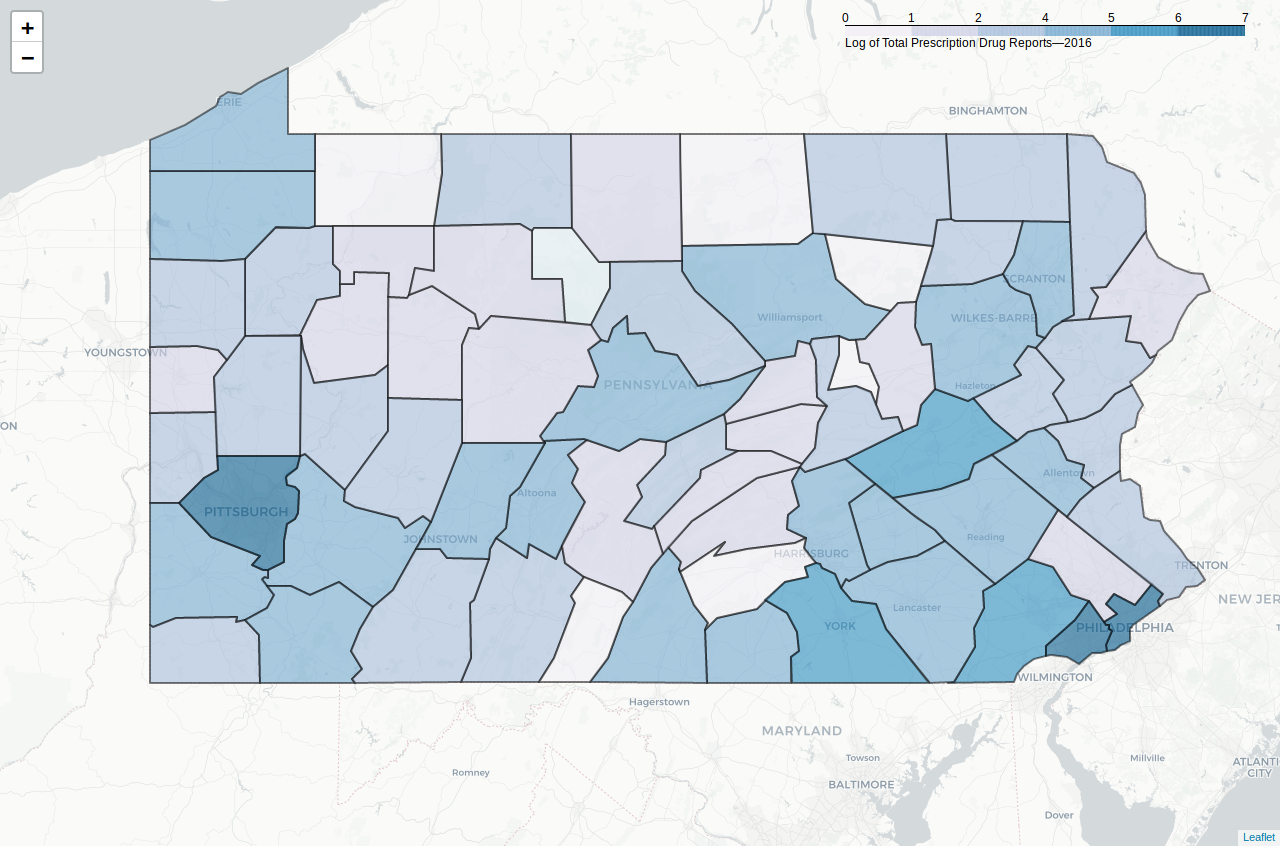 +
−
0 1 2 4 5 6 7
Log of Total Prescription Drug Reports—2016
ERIE
BINGHAMTON
SCRANTON
Williamsport
WILKES-BARRE
YOUNGSTOWN
PENNSYLVANIA
Hazleton
ON
Allentown
Altoona
PITTSBURGH
JOHNSTOWN
Reading
HARRISBURG
TRENTON
NEW JER
Lancaster
YORK
PHILADELPHIA
WILMINGTON
Hagerstown
MARYLAND
Towson
Millville
ATLANTI
CITY
Romney
BALTIMORE
Dover
Leaflet